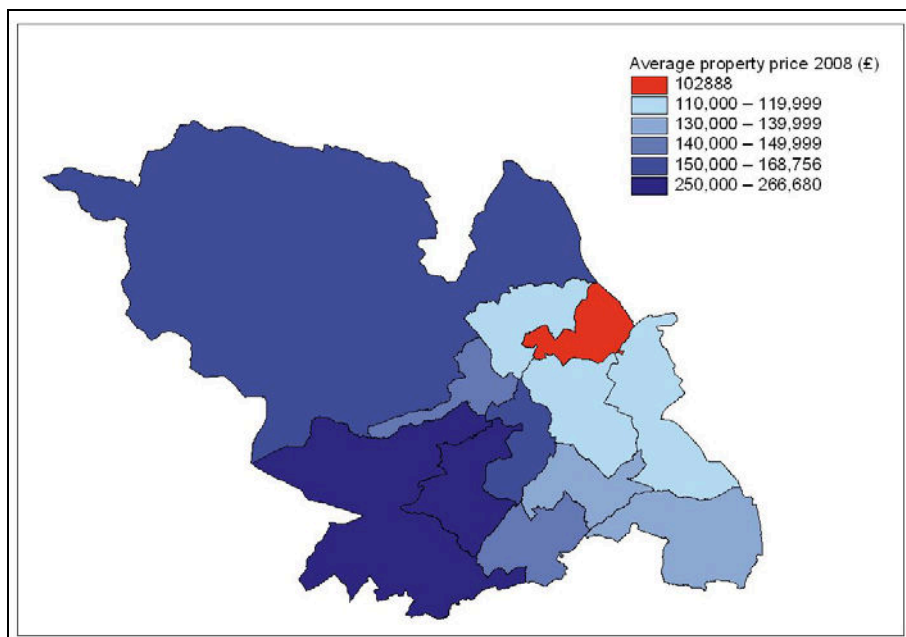 Average property price 2008 (£)
102888
110,000 – 119,999
130,000 – 139,999
140,000 – 149,999
150,000 – 168,756
250,000 – 266,680